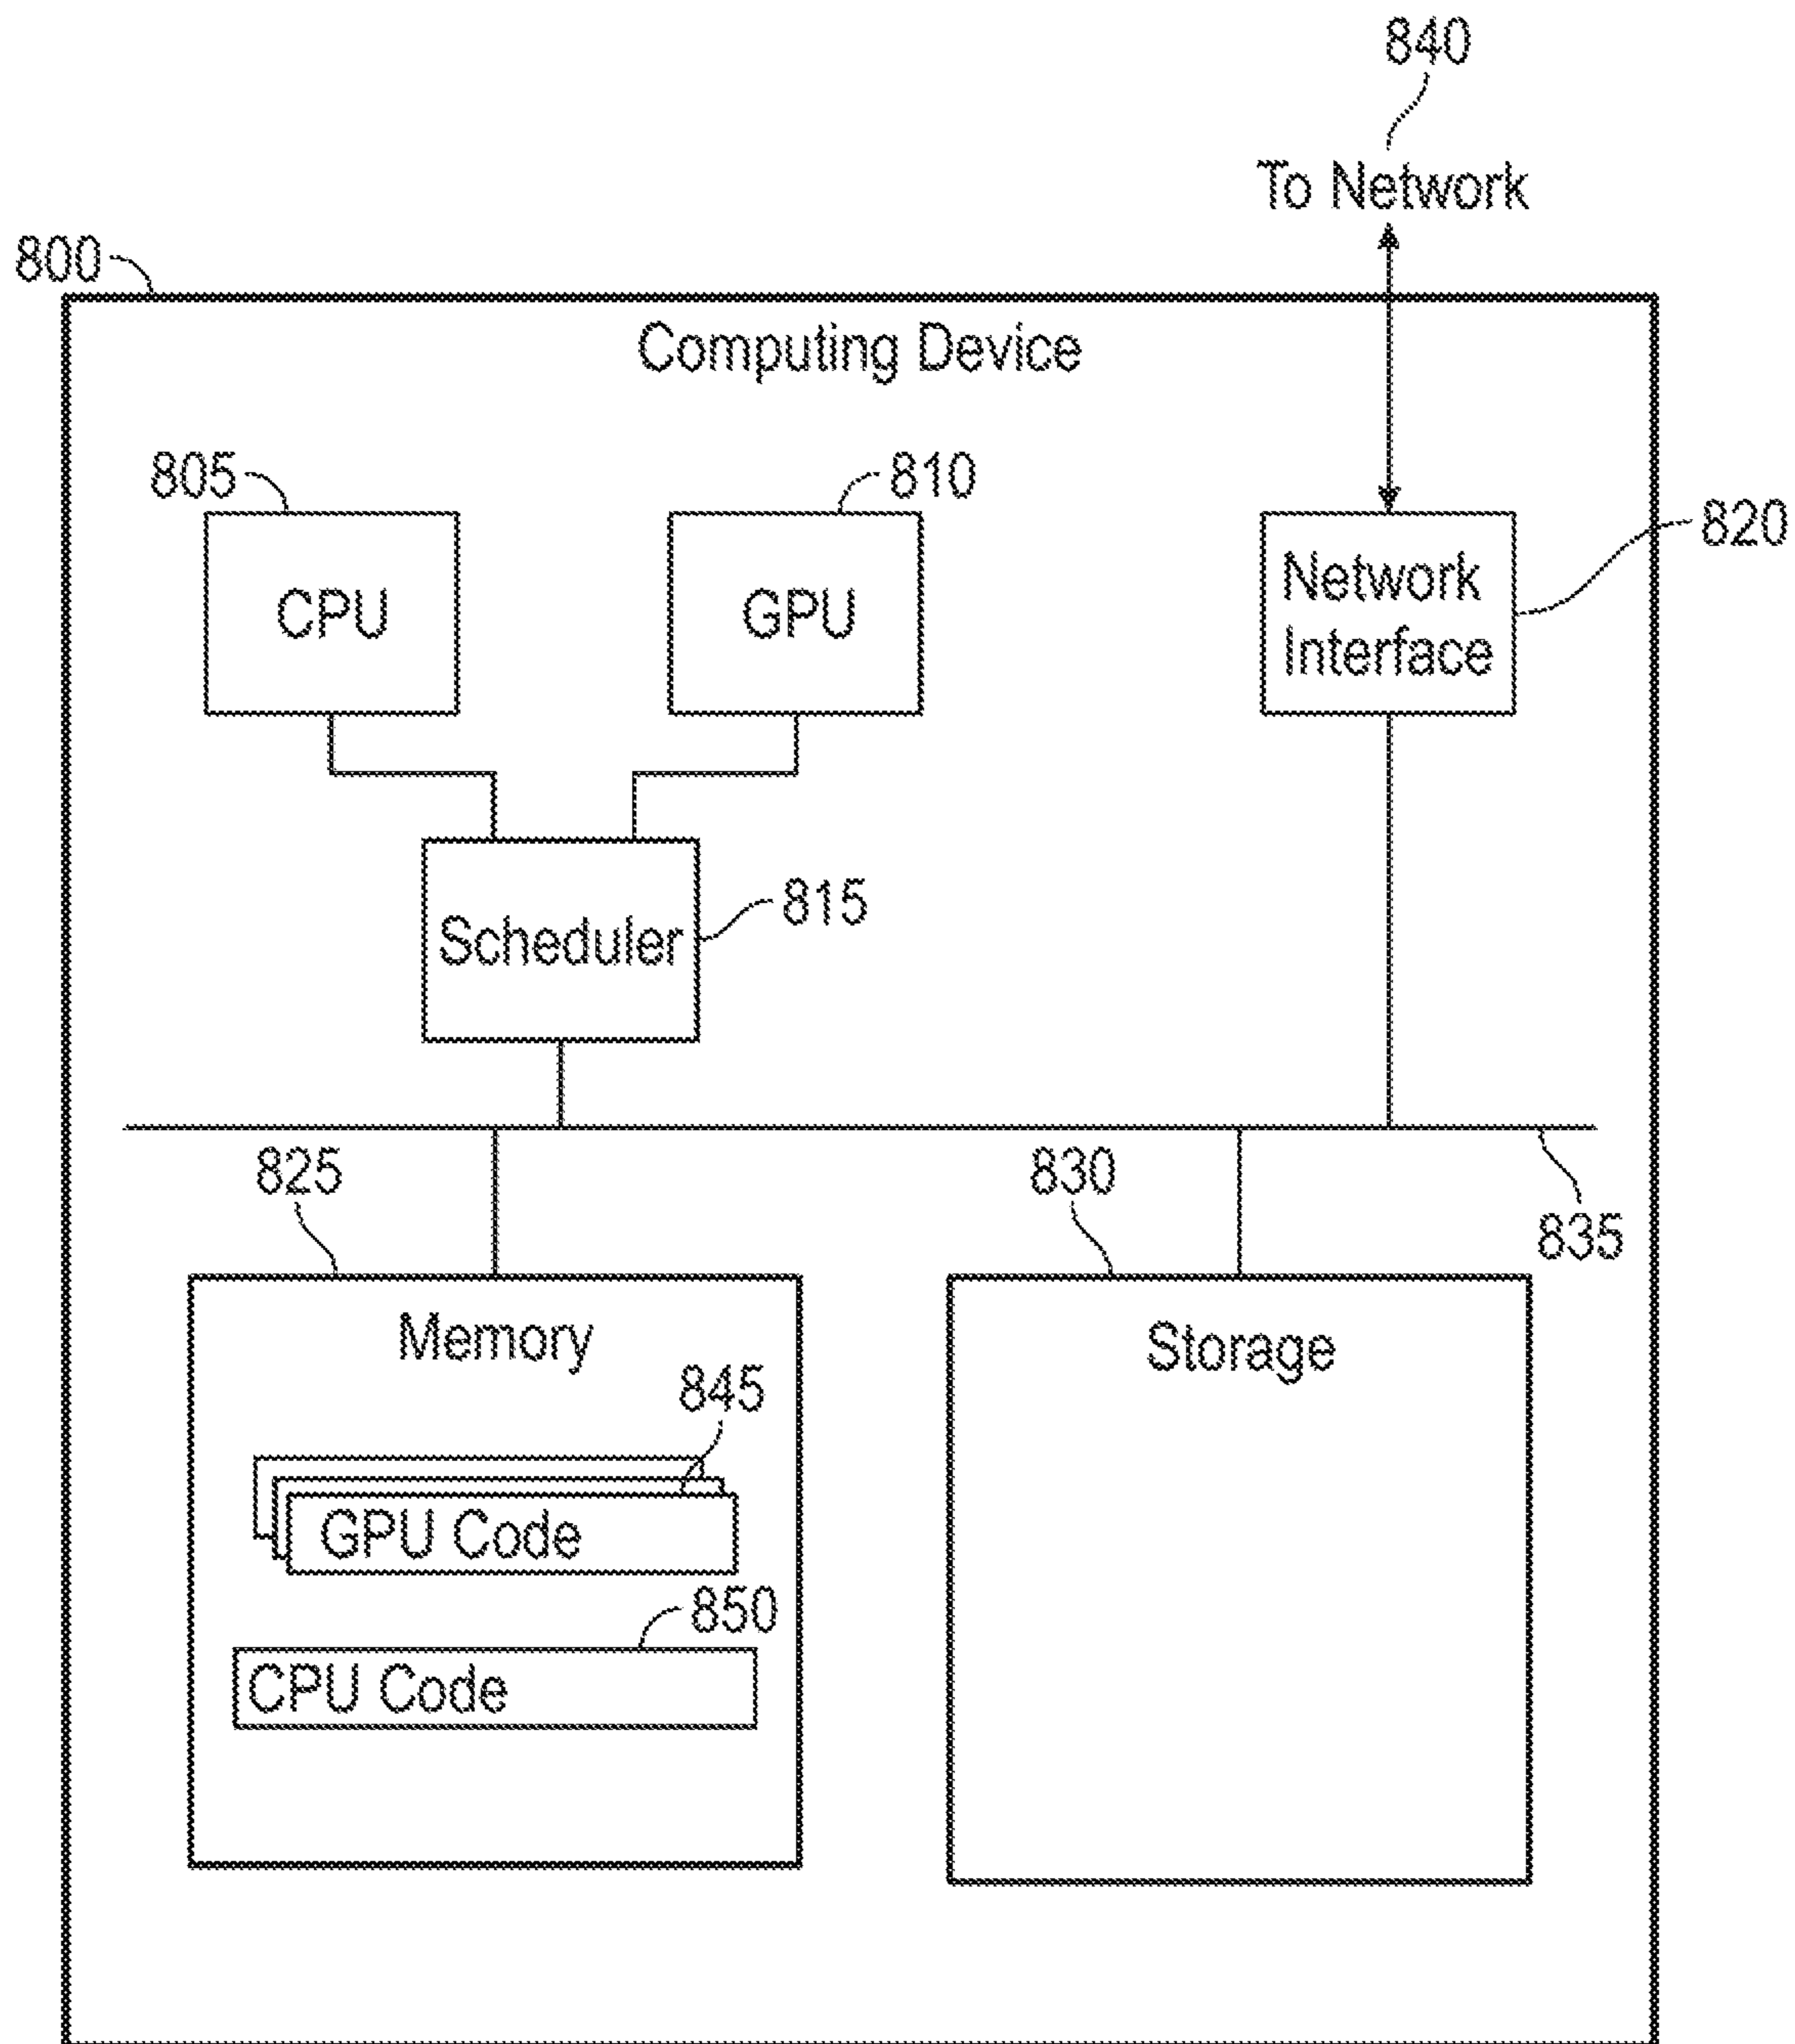 840
To Network
800
Computing Device
805
810
820
CPU
GPU
Network
Interface
815
Scheduler
825
830
835
Memory
Storage
845
GPU Code
850
CPU Code